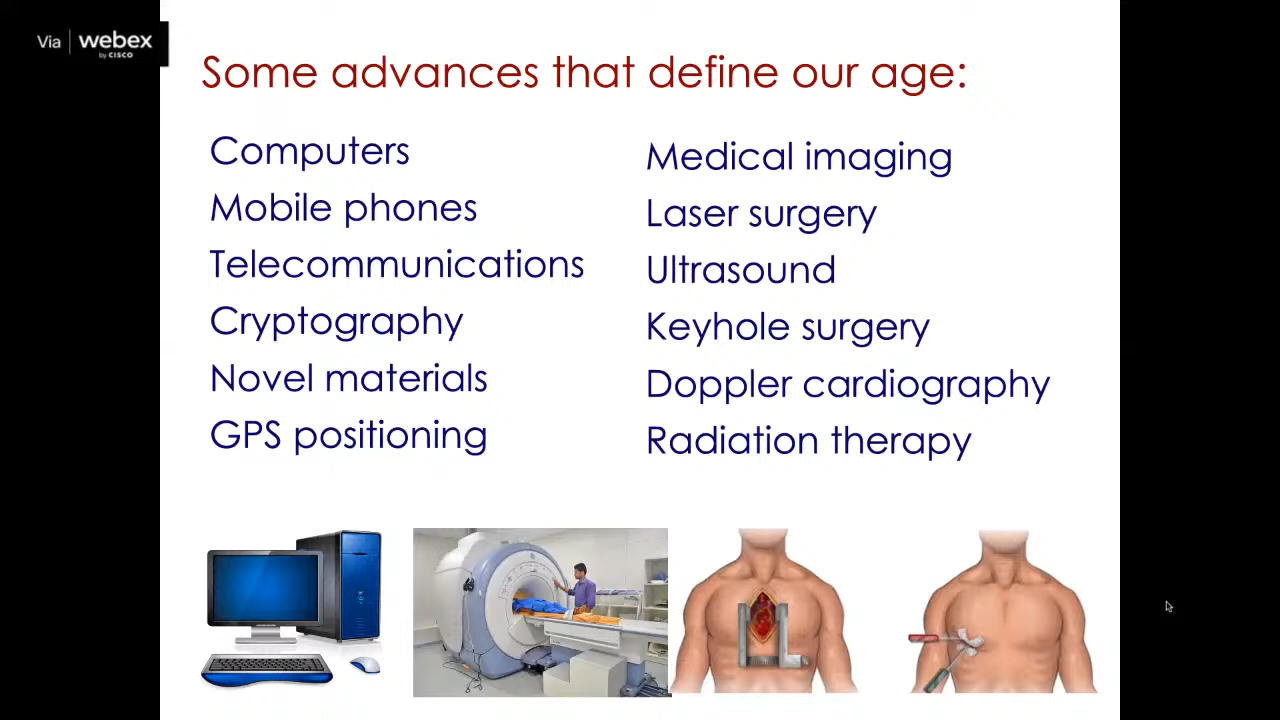 Via webex
by CISCO
Some advances that define our age:
Computers
Mobile phones
Telecommunications
Cryptography
Novel materials
GPS positioning
Medical imaging
Laser surgery
Ultrasound
Keyhole surgery
Doppler cardiography
Radiation therapy